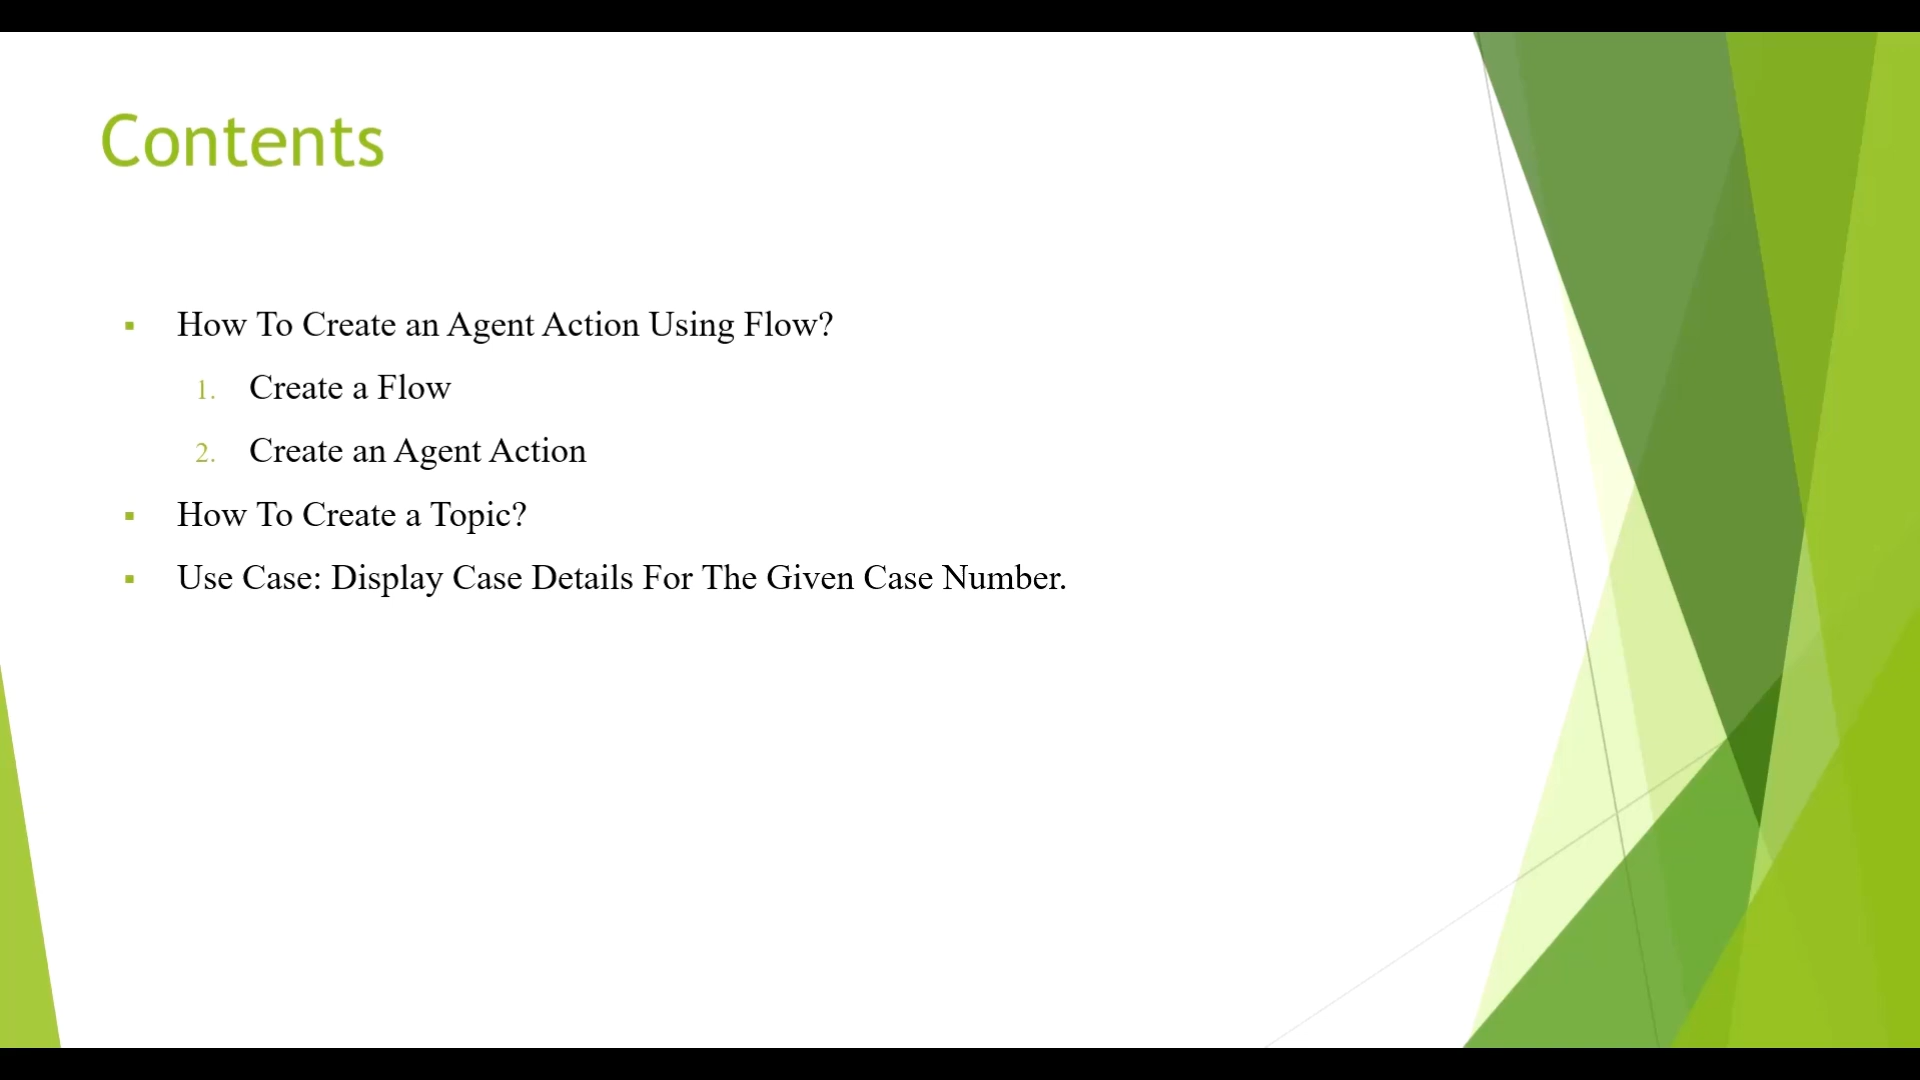 Contents
▪ How To Create an Agent Action Using Flow?
1. Create a Flow
2. Create an Agent Action
▪ How To Create a Topic?
▪ Use Case: Display Case Details For The Given Case Number.